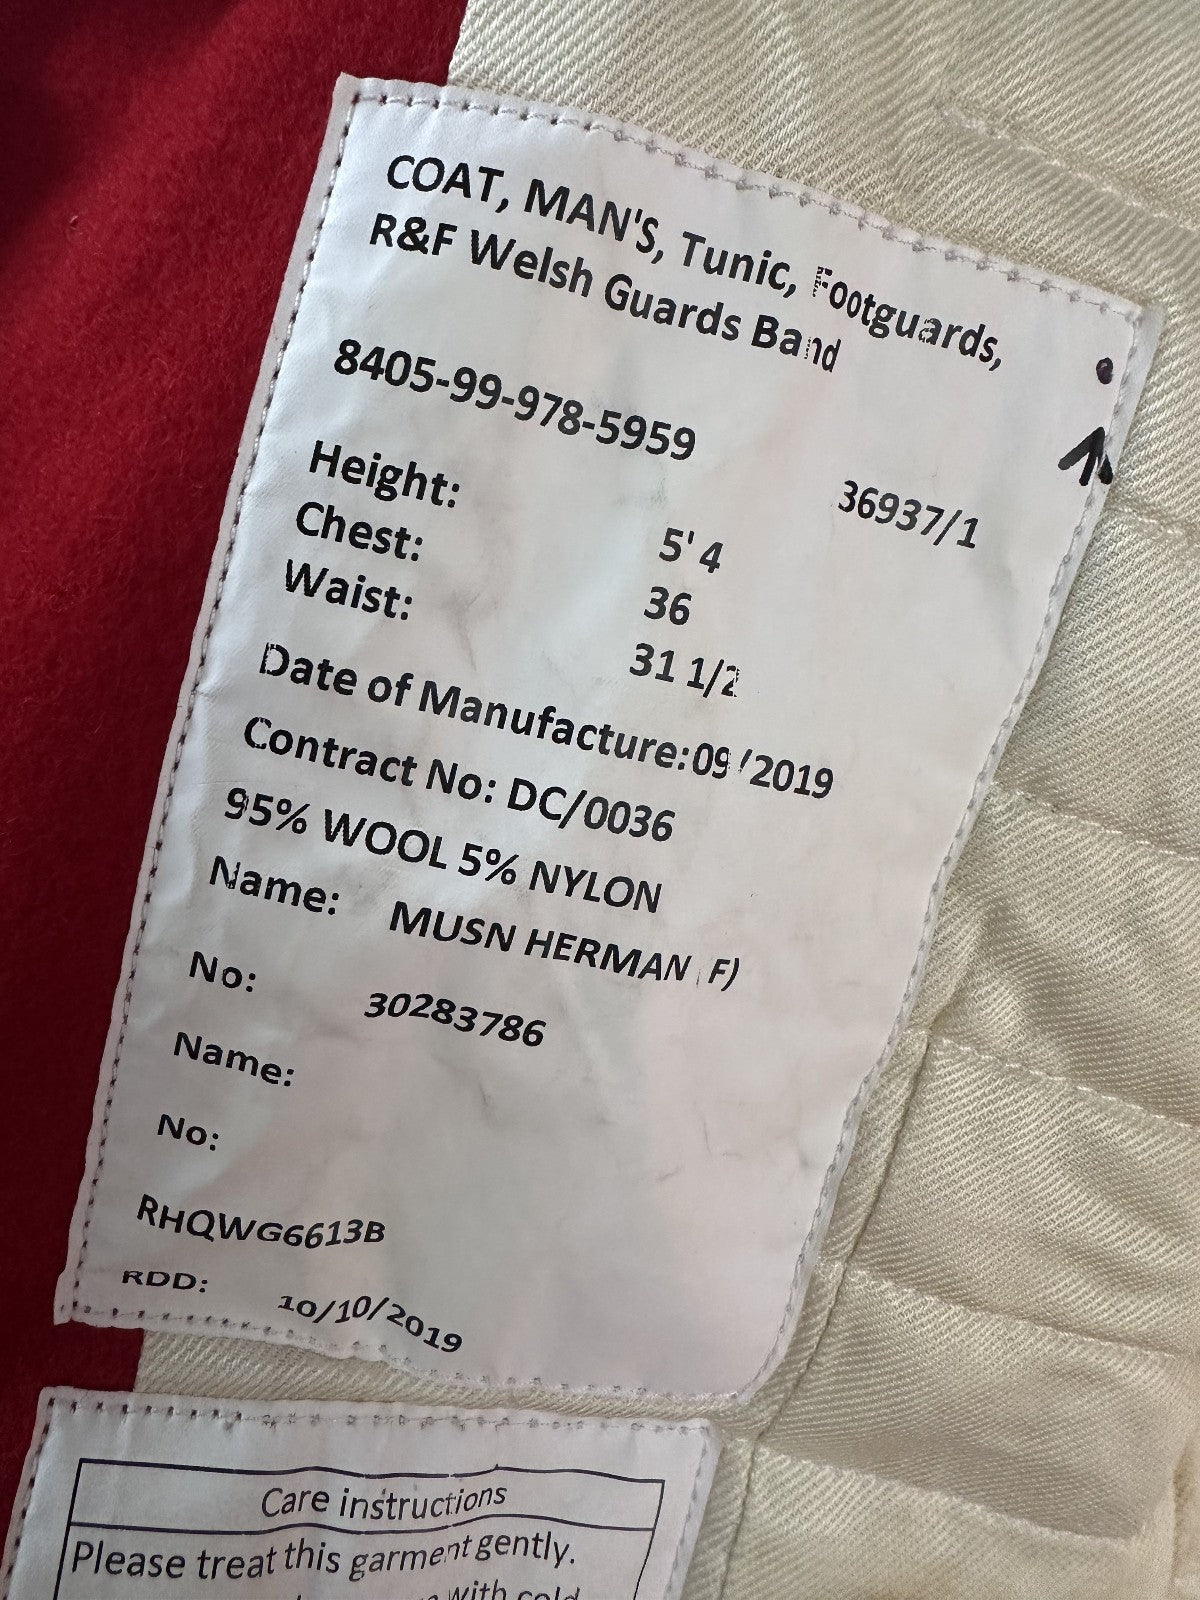 COAT, MAN'S, Tunic, Footguards,
R&F Welsh Guards Band
8405-99-978-5959
36937/1
Height: 5' 4
Chest: 36
Waist: 31 1/2
Date of Manufacture:09/2019
Contract No: DC/0036
95% WOOL 5% NYLON
Name: MUSN HERMAN (F)
No: 30283786
Name:
No:
RHQWG6613B
RDD: 10/10/2019
Care instructions
Please treat this garment gently.
with cold